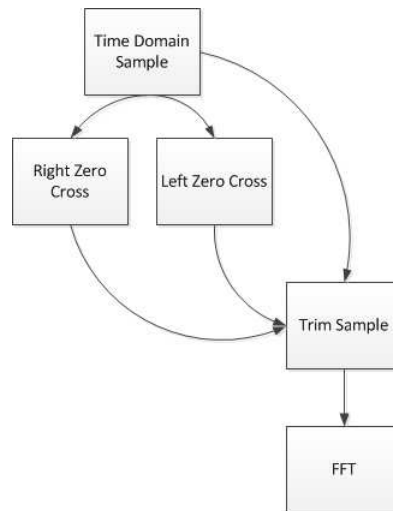 Time Domain
Sample
Right Zero
Cross
Left Zero Cross
Trim Sample
FFT